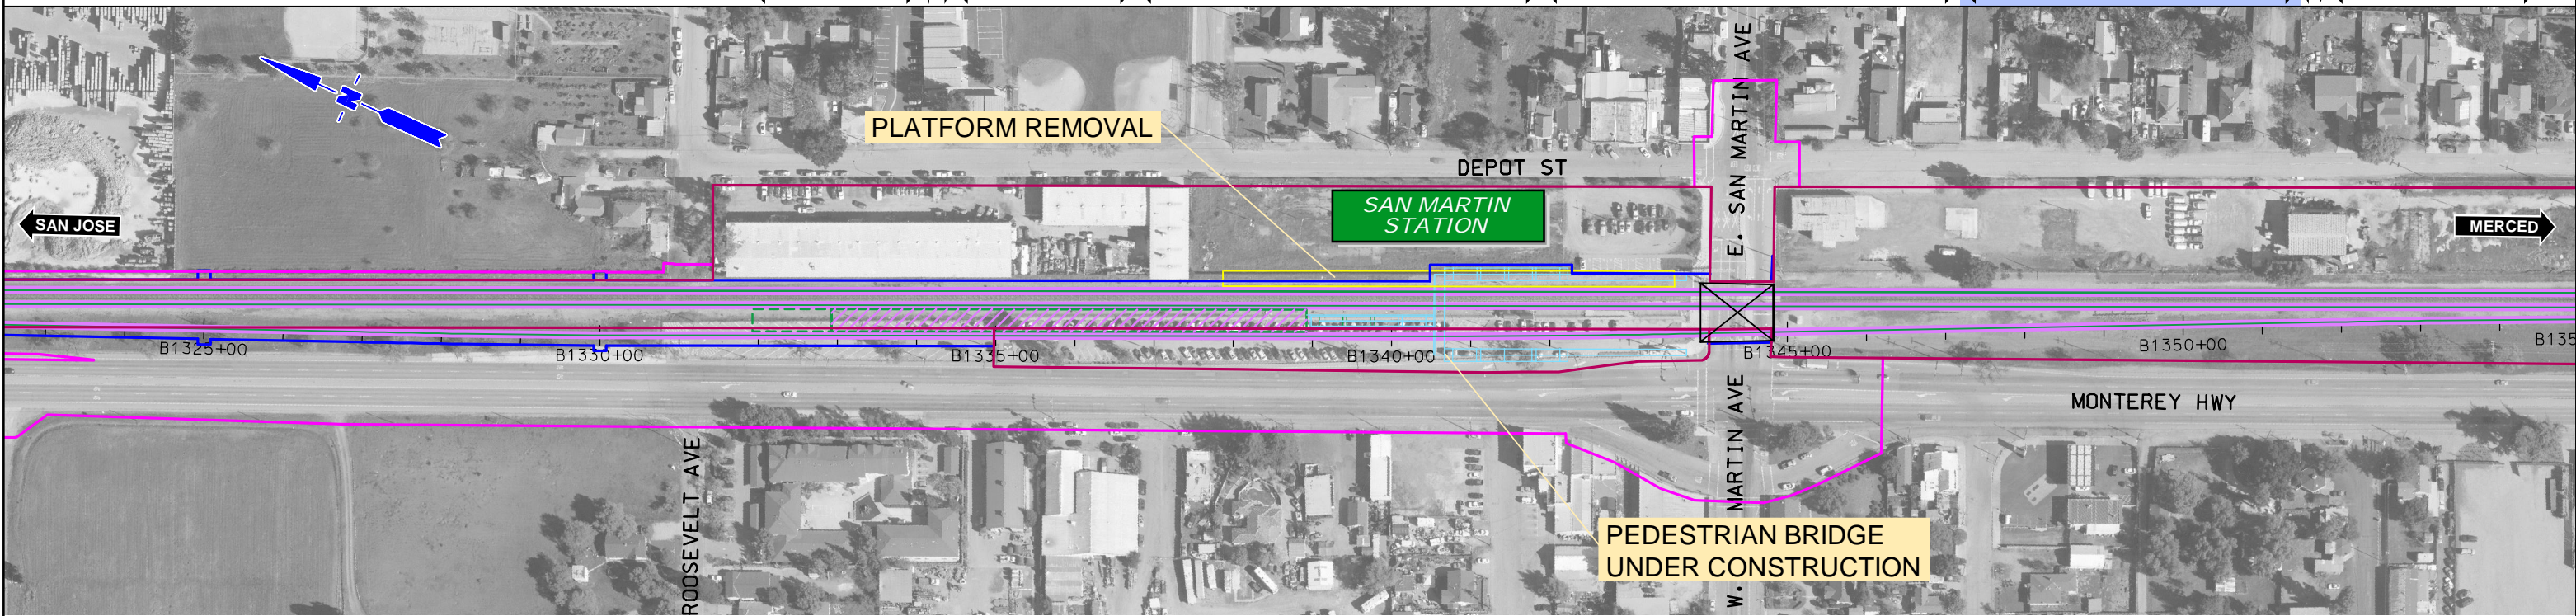 N
PLATFORM REMOVAL
DEPOT ST
E. SAN MARTIN AVE
SAN MARTIN
STATION
SAN JOSE
MERCED
B1325+00
B1330+00
B1335+00
B1340+00
B1345+00
B1350+00
MONTEREY HWY
ROOSEVELT AVE
W. MARTIN AVE
PEDESTRIAN BRIDGE
UNDER CONSTRUCTION